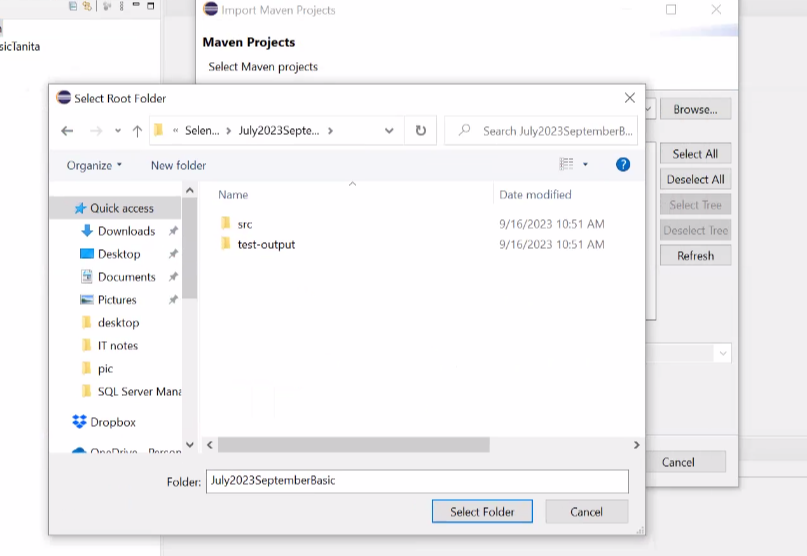 Import Maven Projects
sicTanita
Maven Projects
Select Maven projects
Select Root Folder
« Selen... > July2023Septe... >
Search July2023SeptemberB...
Browse...
Organize
New folder
?
Select All
Deselect All
Select Tree
Deselect Tree
Refresh
Name
Date modified
Quick access
src
9/16/2023 10:51 AM
Downloads
test-output
9/16/2023 10:51 AM
Desktop
Documents
Pictures
desktop
IT notes
pic
SQL Server Mana
Dropbox
OneDrive - Person
Folder:
July2023SeptemberBasic
Select Folder
Cancel
Cancel